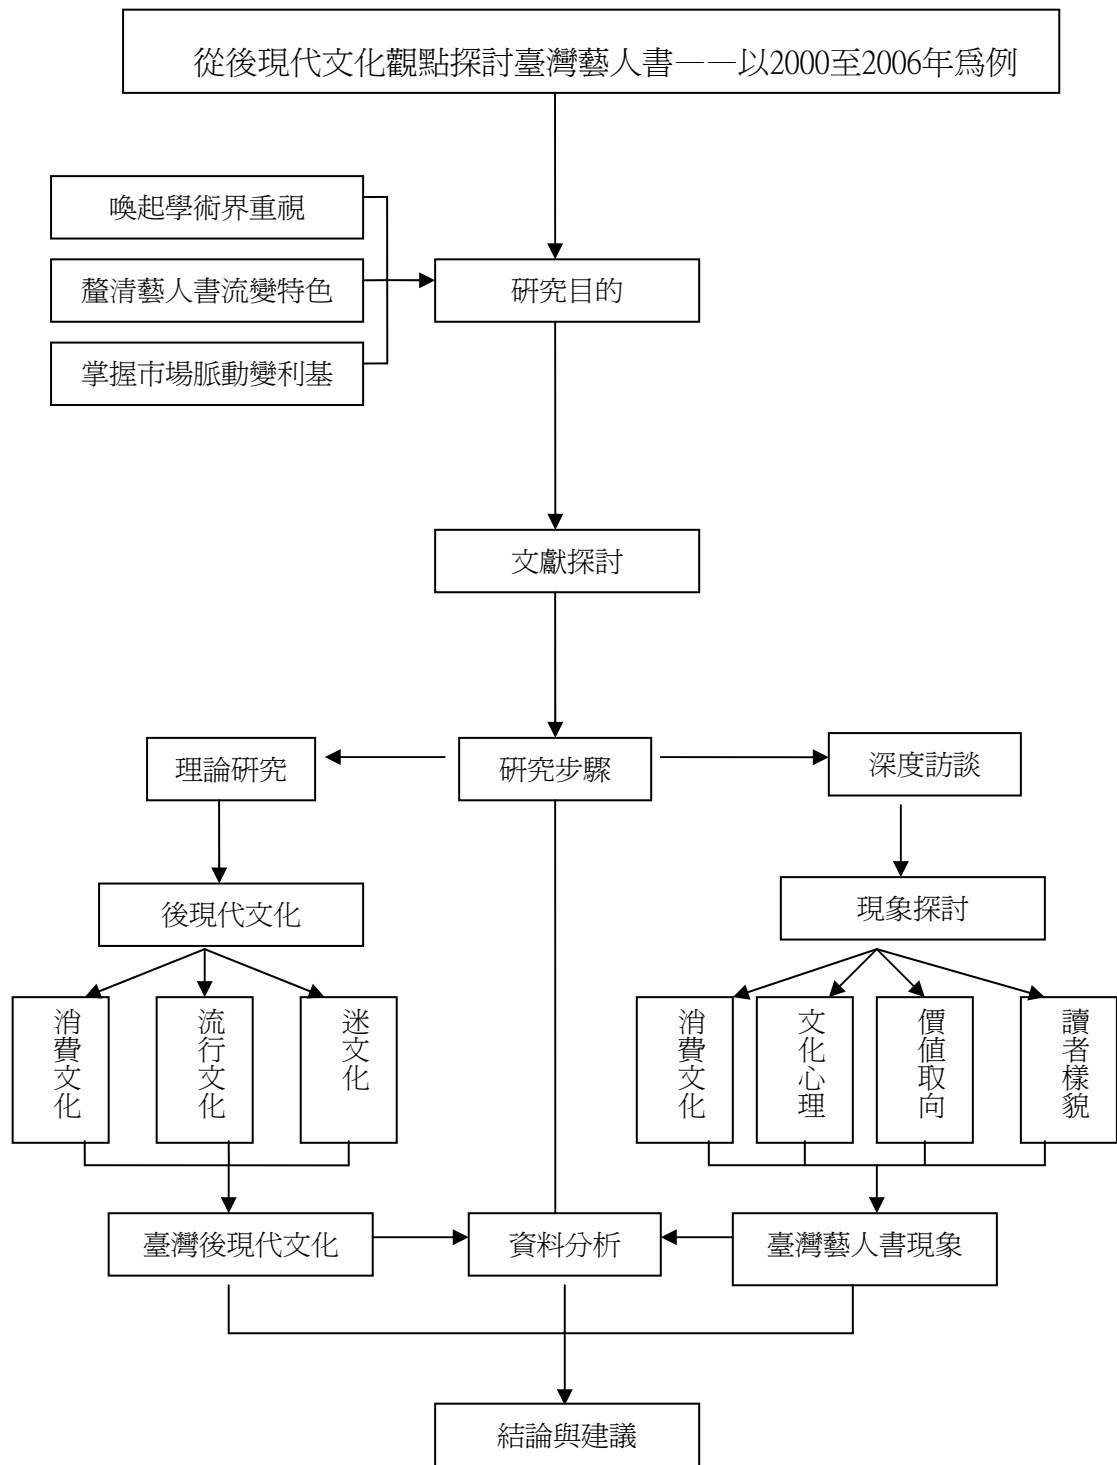 從後現代文化觀點探討臺灣藝人書——以2000至2006年為例
喚起學術界重視
釐清藝人書流變特色
研究目的
掌握市場脈動變利基
文獻探討
理論研究
研究步驟
深度訪談
後現代文化
現象探討
消費文化
流行文化
迷文化
消費文化
文化心理
價值取向
讀者樣貌
臺灣後現代文化
資料分析
臺灣藝人書現象
結論與建議